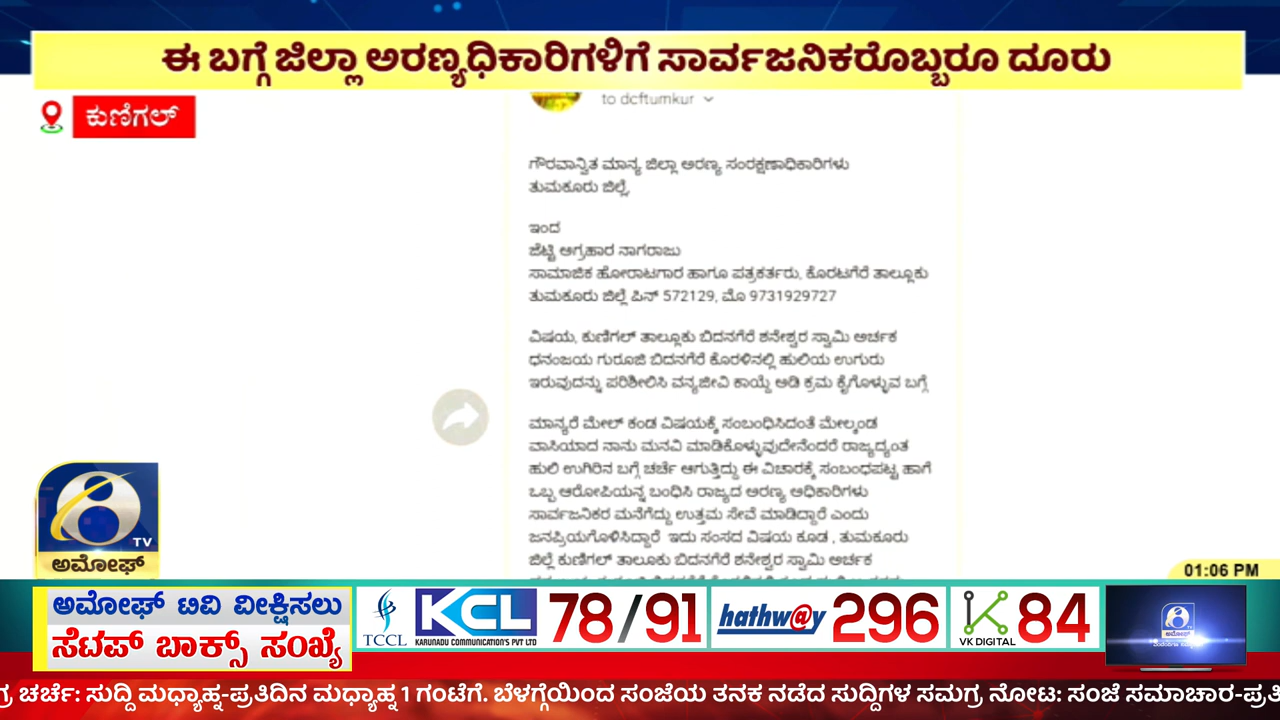 ಈ ಬಗ್ಗೆ ಜಿಲ್ಲಾ ಅರಣ್ಯಧಿಕಾರಿಗಳಿಗೆ ಸಾರ್ವಜನಿಕರೊಬ್ಬರೂ ದೂರು
ಕುಣಿಗಲ್
to dcftumkur
ಗೌರವಾನ್ವಿತ ಮಾನ್ಯ ಜಿಲ್ಲಾ ಅರಣ್ಯ ಸಂರಕ್ಷಣಾಧಿಕಾರಿಗಳು
ತುಮಕೂರು ಜಿಲ್ಲೆ,
ಇಂದ
ಜೆಟ್ಟಿ ಅಗ್ರಹಾರ ನಾಗರಾಜು
ಸಾಮಾಜಿಕ ಹೋರಾಟಗಾರ ಹಾಗೂ ಪತ್ರಕರ್ತರು, ಕೊರಟಗೆರೆ ತಾಲ್ಲೂಕು
ತುಮಕೂರು ಜಿಲ್ಲೆ ಪಿನ್ 572129, ಮೊ 9731929727
ವಿಷಯ, ಕುಣಿಗಲ್ ತಾಲ್ಲೂಕು ಬಿದನಗೆರೆ ಶನೇಶ್ವರ ಸ್ವಾಮಿ ಅರ್ಚಕ
ಧನಂಜಯ ಗುರೂಜಿ ಬಿದನಗೆರೆ ಕೊರಳಿನಲ್ಲಿ ಹುಲಿಯ ಉಗುರು
ಇರುವುದನ್ನು ಪರಿಶೀಲಿಸಿ ವನ್ಯಜೀವಿ ಕಾಯ್ದೆ ಅಡಿ ಕ್ರಮ ಕೈಗೊಳ್ಳುವ ಬಗ್ಗೆ
ಮಾನ್ಯರೆ ಮೇಲ್ ಕಂಡ ವಿಷಯಕ್ಕೆ ಸಂಬಂಧಿಸಿದಂತೆ ಮೇಲ್ಕಂಡ
ವಾಸಿಯಾದ ನಾನು ಮನವಿ ಮಾಡಿಕೊಳ್ಳುವುದೇನೆಂದರೆ ರಾಜ್ಯದ್ಯಂತ
ಹುಲಿ ಉಗಿರಿನ ಬಗ್ಗೆ ಚರ್ಚೆ ಆಗುತ್ತಿದ್ದು ಈ ವಿಚಾರಕ್ಕೆ ಸಂಬಂಧಪಟ್ಟ ಹಾಗೆ
ಒಬ್ಬ ಆರೋಪಿಯನ್ನ ಬಂಧಿಸಿ ರಾಜ್ಯದ ಅರಣ್ಯ ಅಧಿಕಾರಿಗಳು
ಸಾರ್ವಜನಿಕರ ಮನೆಗೆದ್ದು ಉತ್ತಮ ಸೇವೆ ಮಾಡಿದ್ದಾರೆ ಎಂದು
ಜನಪ್ರಿಯಗೊಳಿಸಿದ್ದಾರೆ ಇದು ಸಂಸದ ವಿಷಯ ಕೂಡ , ತುಮಕೂರು
ಜಿಲ್ಲೆ ಕುಣಿಗಲ್ ತಾಲೂಕು ಬಿದನಗೆರೆ ಶನೇಶ್ವರ ಸ್ವಾಮಿ ಅರ್ಚಕ
TV
ಅಮೋಘ್
01:06 PM
ಅಮೋಘ್ ಟಿವಿ ವೀಕ್ಷಿಸಲು
ಸೆಟಪ್ ಬಾಕ್ಸ್ ಸಂಖ್ಯೆ
TCCL
KCL
KARUNADU COMMUNICATION'S PVT LTD
78/91
hathw@y
296
VK DIGITAL
84
ಅಮೋಘ್
ಗ್ರ ಚರ್ಚೆ: ಸುದ್ದಿ ಮಧ್ಯಾಹ್ನ-ಪ್ರತಿದಿನ ಮಧ್ಯಾಹ್ನ 1 ಗಂಟೆಗೆ. ಬೆಳಗ್ಗೆಯಿಂದ ಸಂಜೆಯ ತನಕ ನಡೆದ ಸುದ್ದಿಗಳ ಸಮಗ್ರ ನೋಟ: ಸಂಜೆ ಸಮಾಚಾರ-ಪ್ರತಿ